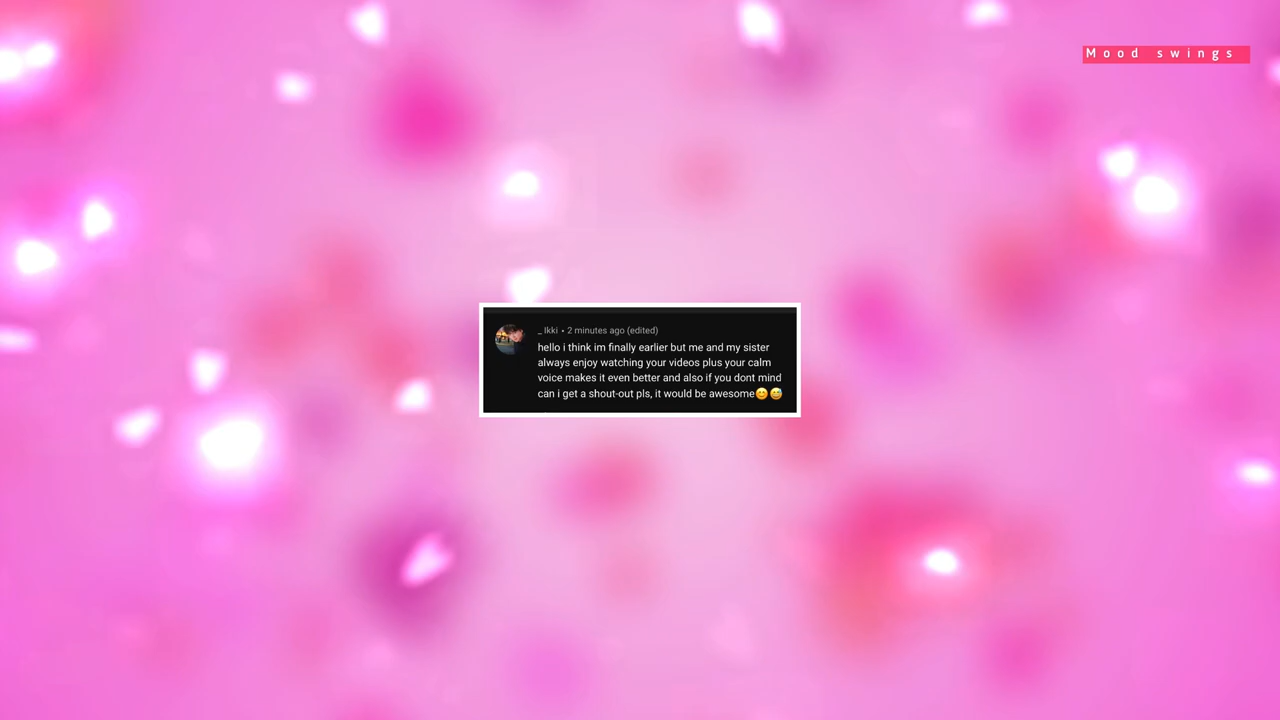 Mood swings
_ Ikki • 2 minutes ago (edited)
hello i think im finally earlier but me and my sister
always enjoy watching your videos plus your calm
voice makes it even better and also if you dont mind
can i get a shout-out pls, it would be awesome😊😅